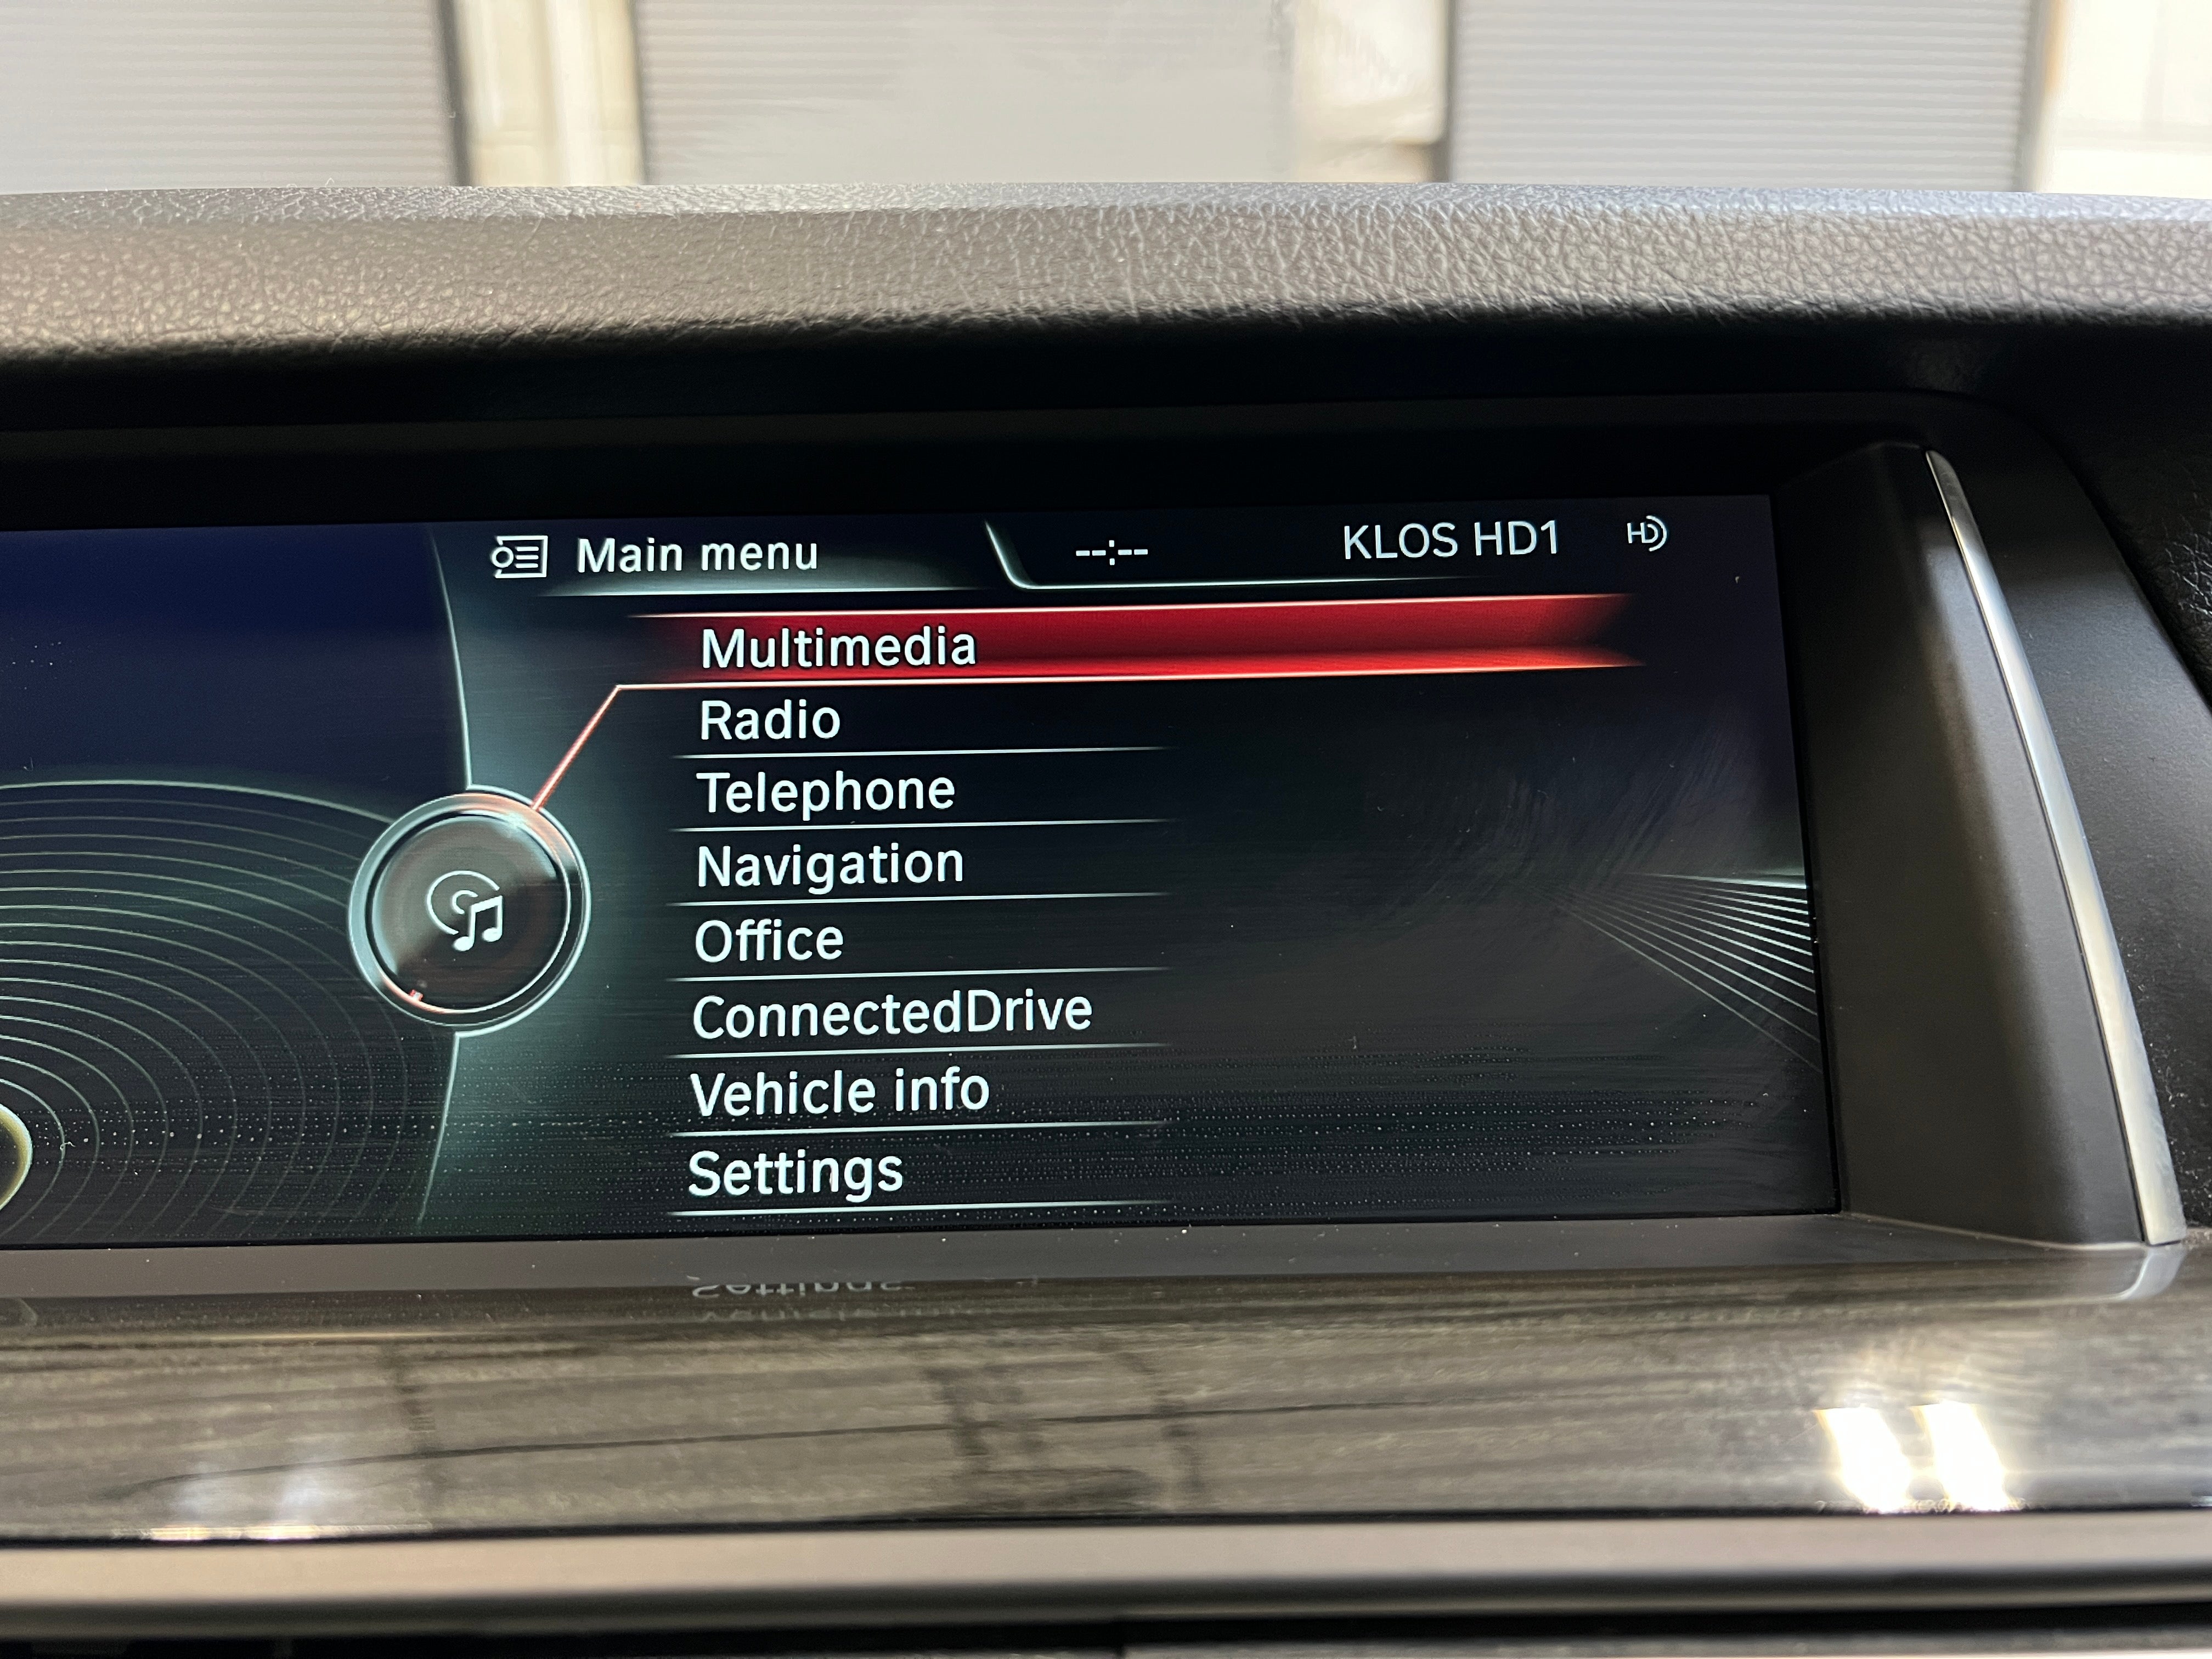 Main menu --:-- KLOS HD1 HD
Multimedia
Radio
Telephone
Navigation
Office
ConnectedDrive
Vehicle info
Settings